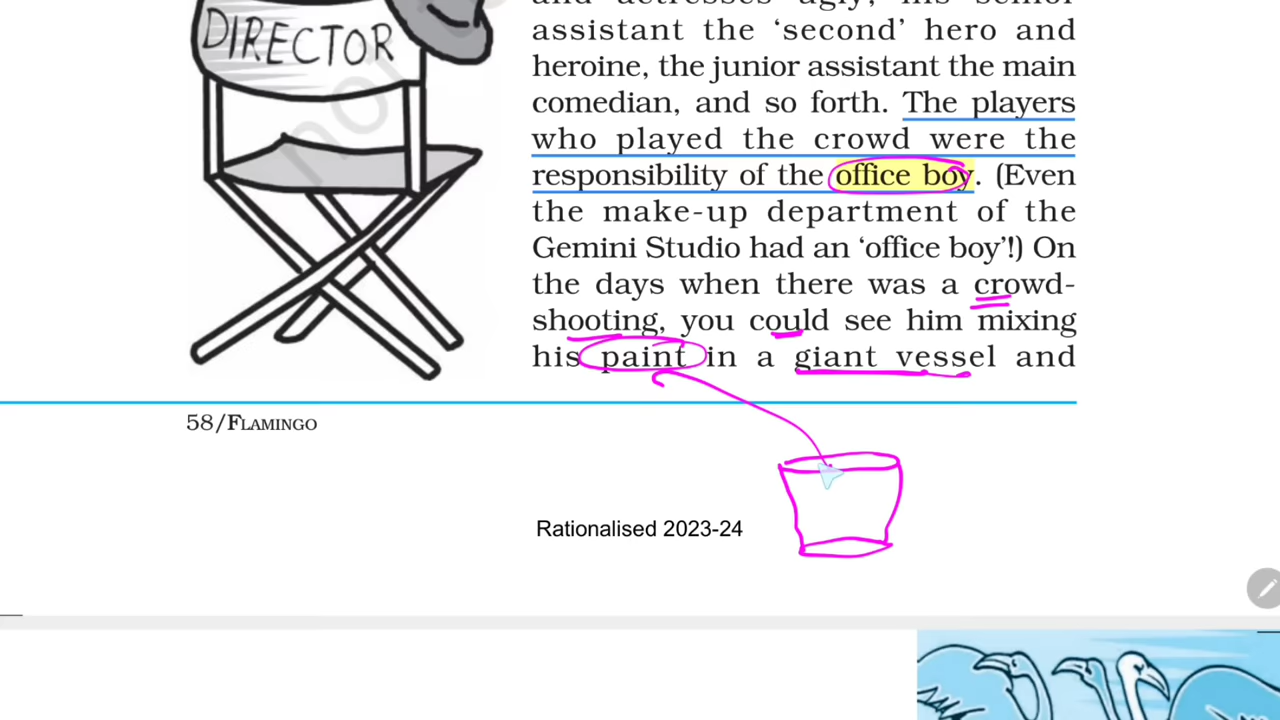 and actresses ugly, his senior
assistant the ‘second’ hero and
heroine, the junior assistant the main
comedian, and so forth. The players
who played the crowd were the
responsibility of the office boy. (Even
the make-up department of the
Gemini Studio had an ‘office boy’!) On
the days when there was a crowd-
shooting, you could see him mixing
his paint in a giant vessel and
DIRECTOR
58/FLAMINGO
Rationalised 2023-24